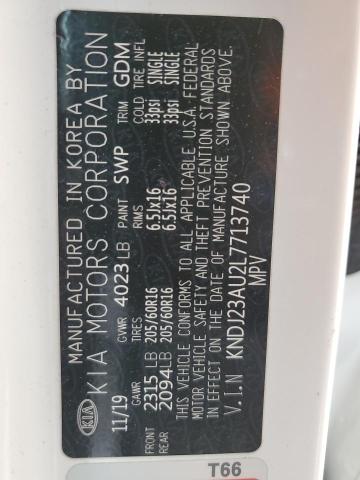 KIA
MANUFACTURED IN KOREA BY
KIA MOTORS CORPORATION
11/19 GVWR 4023 LB PAINT SWP TRIM GDM
GAWR TIRES RIMS COLD TIRE INFL
FRONT 2315 LB 205/60R16 6.5Jx16 33psi SINGLE
REAR 2094 LB 205/60R16 6.5Jx16 33psi SINGLE
THIS VEHICLE CONFORMS TO ALL APPLICABLE U.S.A. FEDERAL
MOTOR VEHICLE SAFETY AND THEFT PREVENTION STANDARDS
IN EFFECT ON THE DATE OF MANUFACTURE SHOWN ABOVE.
V.I.N KNDJ23AU2L7713740
MPV
T66